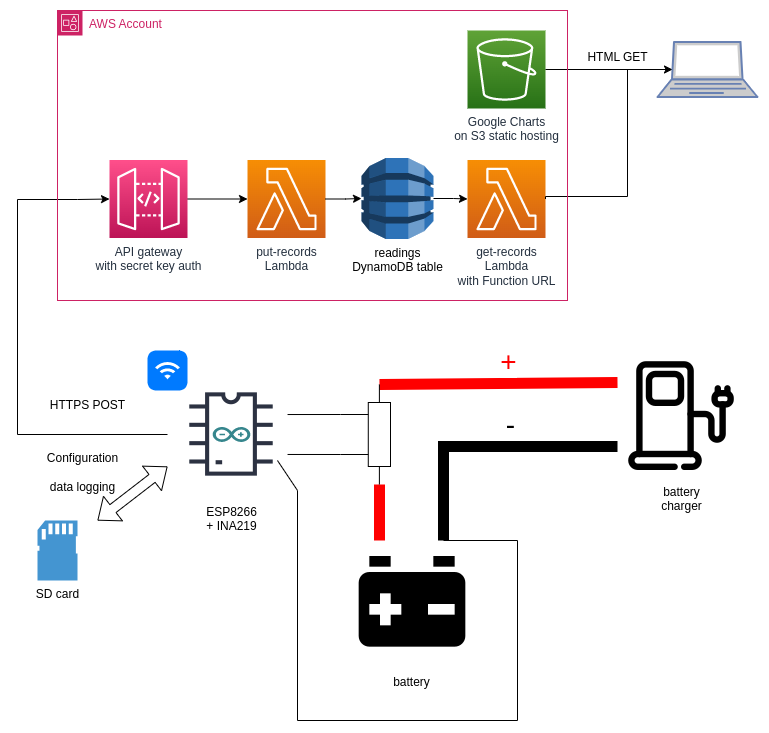 AWS Account
HTML GET
Google Charts
on S3 static hosting
API gateway
with secret key auth
put-records
Lambda
readings
DynamoDB table
get-records
Lambda
with Function URL
+
HTTPS POST
-
Configuration
data logging
battery
charger
ESP8266
+ INA219
SD card
battery